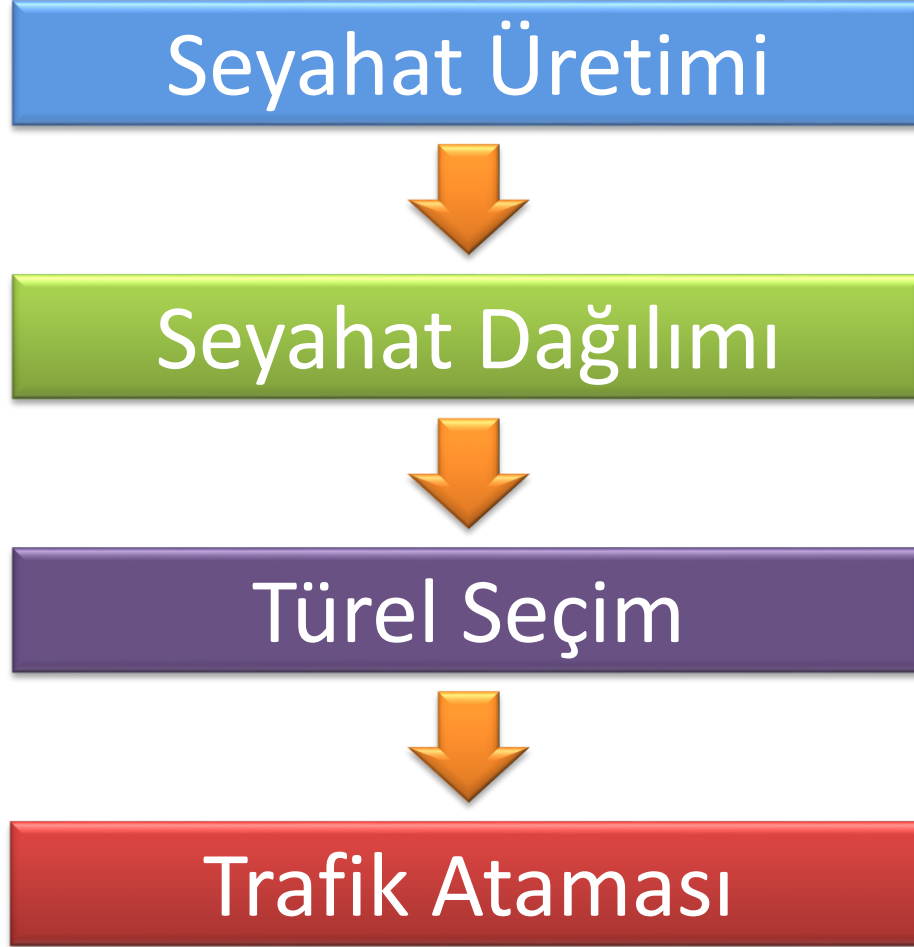 Seyahat Üretimi
Seyahat Dağılımı
Türel Seçim
Trafik Ataması